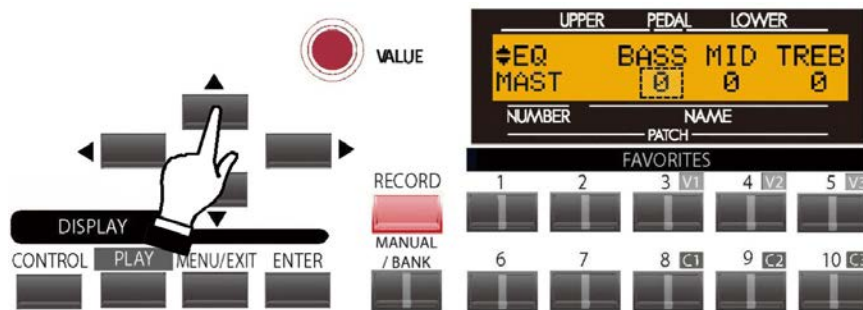 VALUE
UPPER PEDAL LOWER
EQ BASS MID TREB
MAST 0 0 0
NUMBER NAME
PATCH
FAVORITES
RECORD
1 2 3 V1 4 V2 5 V3
DISPLAY
MANUAL
/ BANK
CONTROL PLAY MENU/EXIT ENTER
6 7 8 C1 9 C2 10 C3